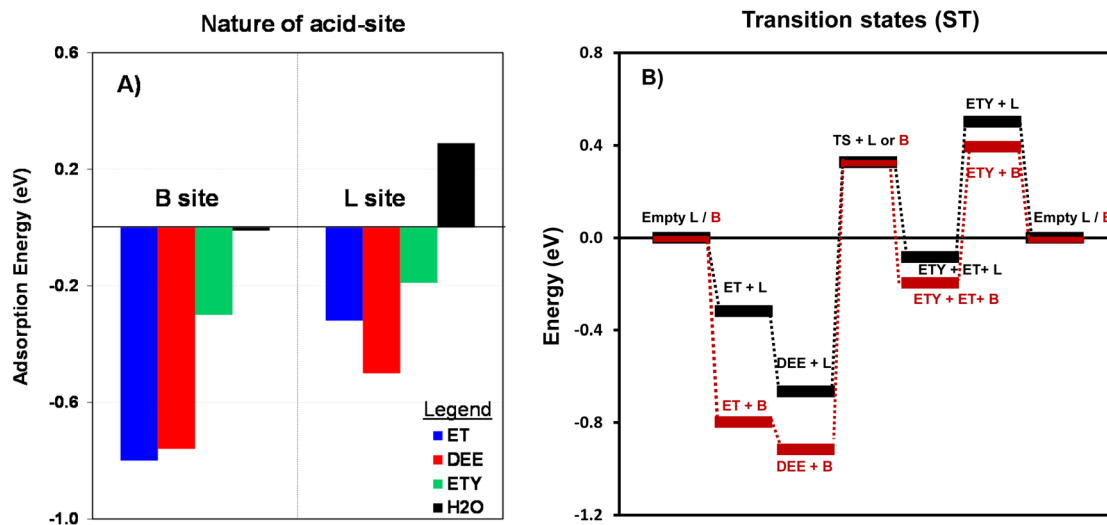 Nature of acid-site
A)
Adsorption Energy (eV)
0.6
0.2
-0.2
-0.6
-1.0
B site
L site
Legend
ET
DEE
ETY
H2O
Transition states (ST)
B)
Energy (eV)
0.8
0.4
0.0
-0.4
-0.8
-1.2
Empty L / B
ET + L
ET + B
DEE + L
DEE + B
TS + L or B
ETY + ET+ L
ETY + ET+ B
ETY + L
ETY + B
Empty L / B